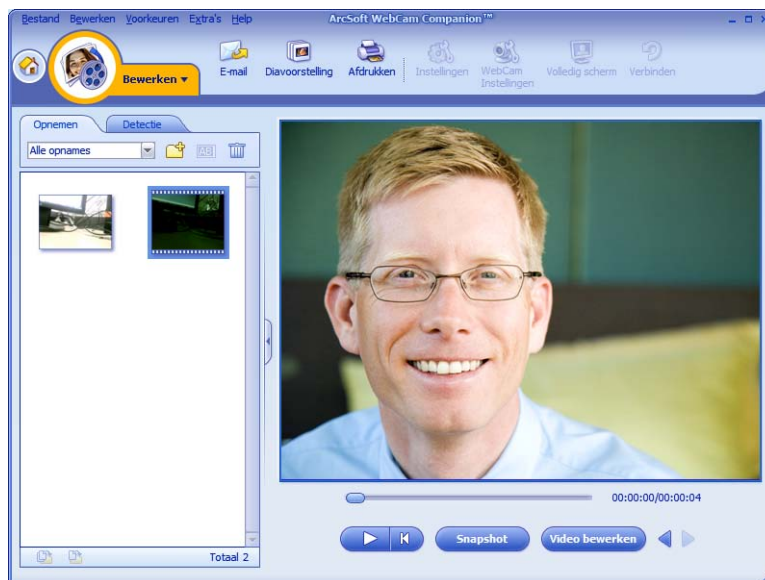 Bestand Bewerken Voorkeuren Extra's Help
ArcSoft WebCam Companion™
Bewerken
E-mail
Diavoorstelling
Afdrukken
Instellingen
WebCam
Instellingen
Volledig scherm
Verbinden
Opnemen
Detectie
Alle opnames
Totaal 2
00:00:00/00:00:04
Snapshot
Video bewerken